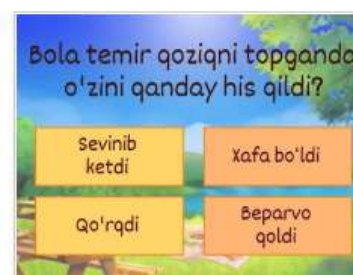 Bola temir qoziqni topganda
o'zini qanday his qildi?
Sevinib
ketdi
Xafa bo'ldi
Qo'rqdi
Beparvo
qoldi